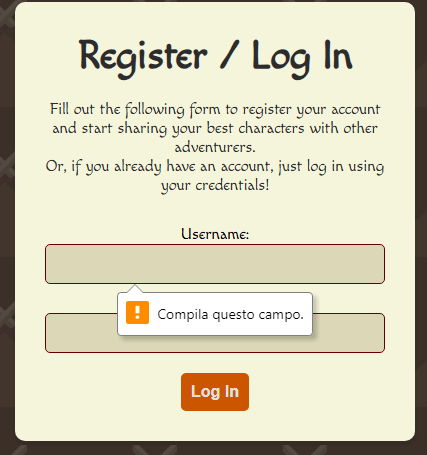 Register / Log In
Fill out the following form to register your account
and start sharing your best characters with other
adventurers.
Or, if you already have an account, just log in using
your credentials!
Username:
Compila questo campo.
Log In